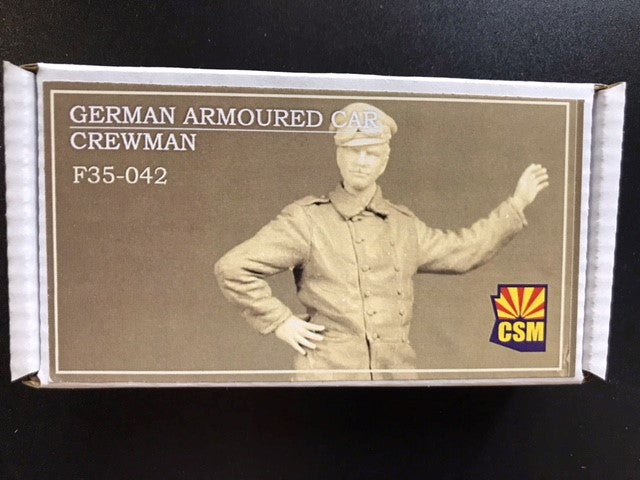 GERMAN ARMOURED CAR
CREWMAN
F35-042
CSM